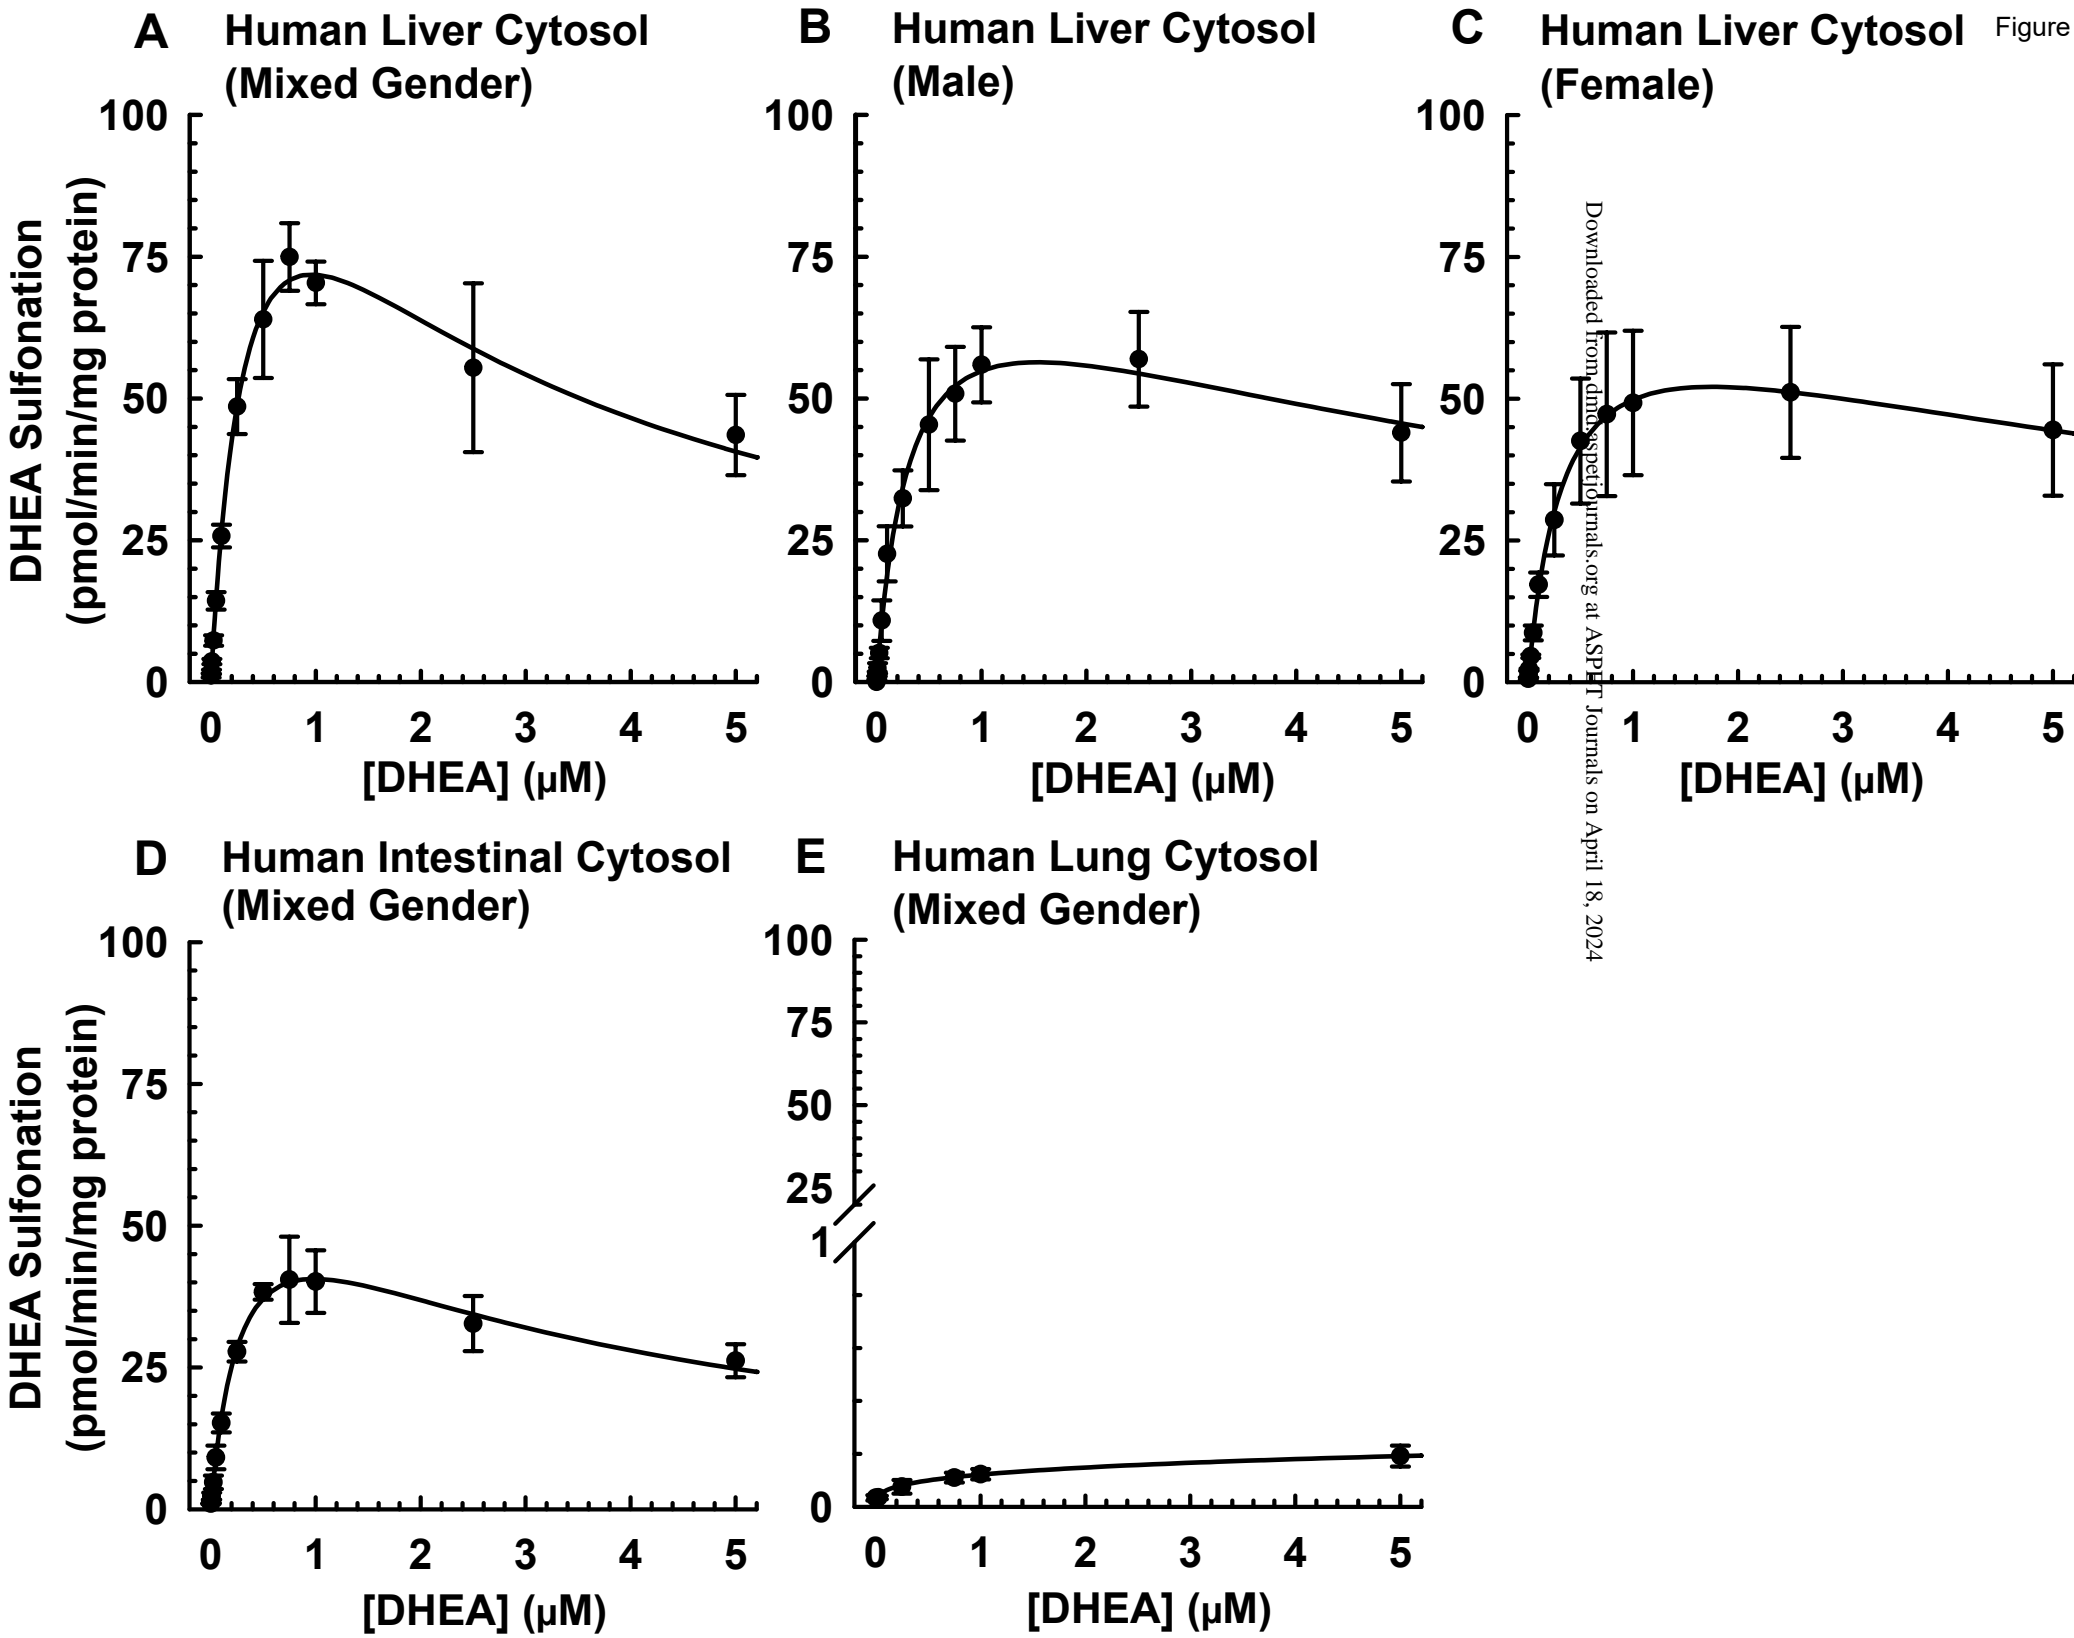 A Human Liver Cytosol
(Mixed Gender)
DHEA Sulfonation
(pmol/min/mg protein)
100
75
50
25
0
0 1 2 3 4 5
[DHEA] (µM)
B Human Liver Cytosol
(Male)
100
75
50
25
0
0 1 2 3 4 5
[DHEA] (µM)
C Human Liver Cytosol
(Female)
Figure
100
75
50
25
0
0 1 2 3 4 5
[DHEA] (µM)
Downloaded from dmd.aspetjournals.org at ASPET Journals on April 18, 2024
D Human Intestinal Cytosol
(Mixed Gender)
DHEA Sulfonation
(pmol/min/mg protein)
100
75
50
25
0
0 1 2 3 4 5
[DHEA] (µM)
E Human Lung Cytosol
(Mixed Gender)
100
75
50
25
1
0
0 1 2 3 4 5
[DHEA] (µM)